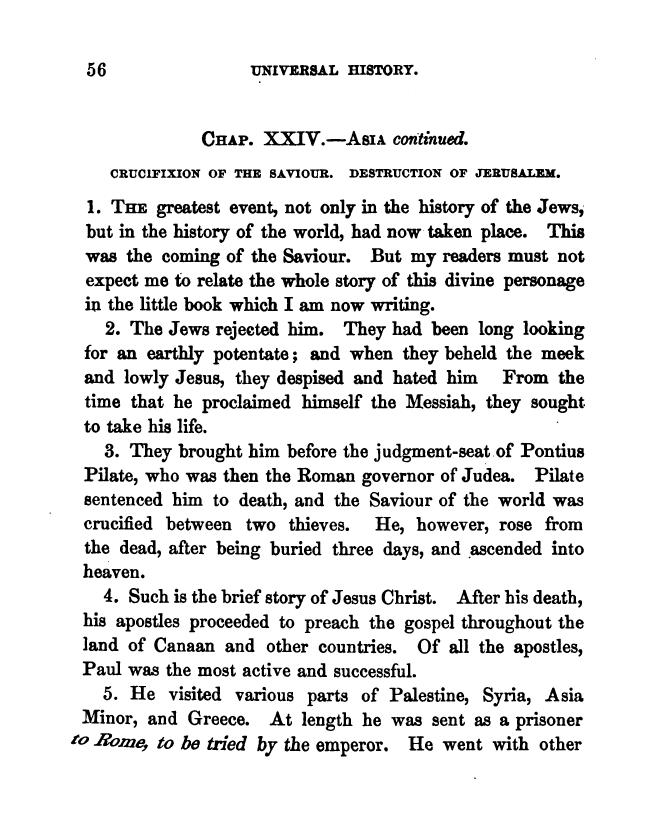 56 UNIVERSAL HISTORY.
CHAP. XXIV.—ASIA continued.
CRUCIFIXION OF THE SAVIOUR. DESTRUCTION OF JERUSALEM.
1. THE greatest event, not only in the history of the Jews,
but in the history of the world, had now taken place. This
was the coming of the Saviour. But my readers must not
expect me to relate the whole story of this divine personage
in the little book which I am now writing.
2. The Jews rejected him. They had been long looking
for an earthly potentate; and when they beheld the meek
and lowly Jesus, they despised and hated him From the
time that he proclaimed himself the Messiah, they sought
to take his life.
3. They brought him before the judgment-seat of Pontius
Pilate, who was then the Roman governor of Judea. Pilate
sentenced him to death, and the Saviour of the world was
crucified between two thieves. He, however, rose from
the dead, after being buried three days, and ascended into
heaven.
4. Such is the brief story of Jesus Christ. After his death,
his apostles proceeded to preach the gospel throughout the
land of Canaan and other countries. Of all the apostles,
Paul was the most active and successful.
5. He visited various parts of Palestine, Syria, Asia
Minor, and Greece. At length he was sent as a prisoner
to Rome, to be tried by the emperor. He went with other